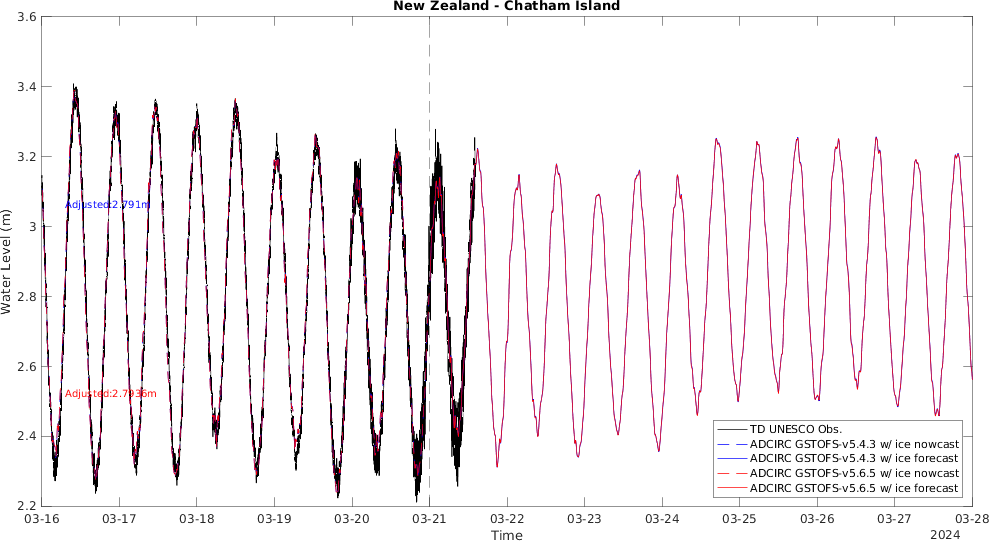 New Zealand - Chatham Island
3.6
3.4
3.2
3
2.8
2.6
2.4
2.2
Water Level (m)
Adjusted:2.791m
Adjusted:2.7936m
TD UNESCO Obs.
ADCIRC GSTOFS-v5.4.3 w/ ice nowcast
ADCIRC GSTOFS-v5.4.3 w/ ice forecast
ADCIRC GSTOFS-v5.6.5 w/ ice nowcast
ADCIRC GSTOFS-v5.6.5 w/ ice forecast
03-16 03-17 03-18 03-19 03-20 03-21 03-22 03-23 03-24 03-25 03-26 03-27 03-28
Time
2024